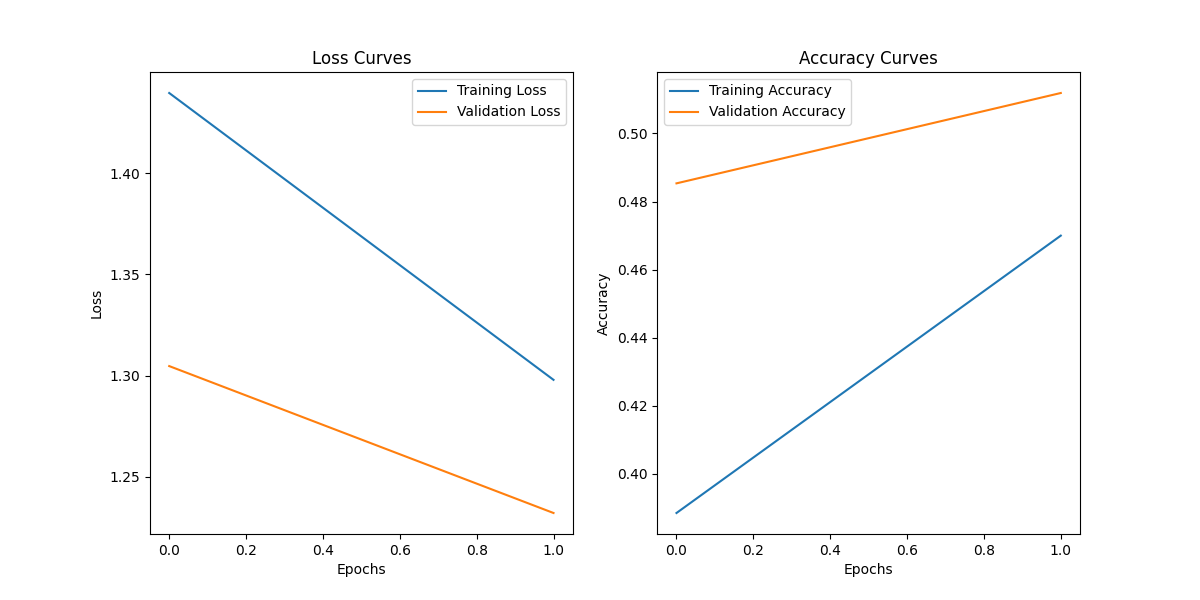 Loss Curves
Training Loss
Validation Loss
1.40
1.35
1.30
1.25
Loss
0.0 0.2 0.4 0.6 0.8 1.0
Epochs
Accuracy Curves
Training Accuracy
Validation Accuracy
0.50
0.48
0.46
0.44
0.42
0.40
Accuracy
0.0 0.2 0.4 0.6 0.8 1.0
Epochs